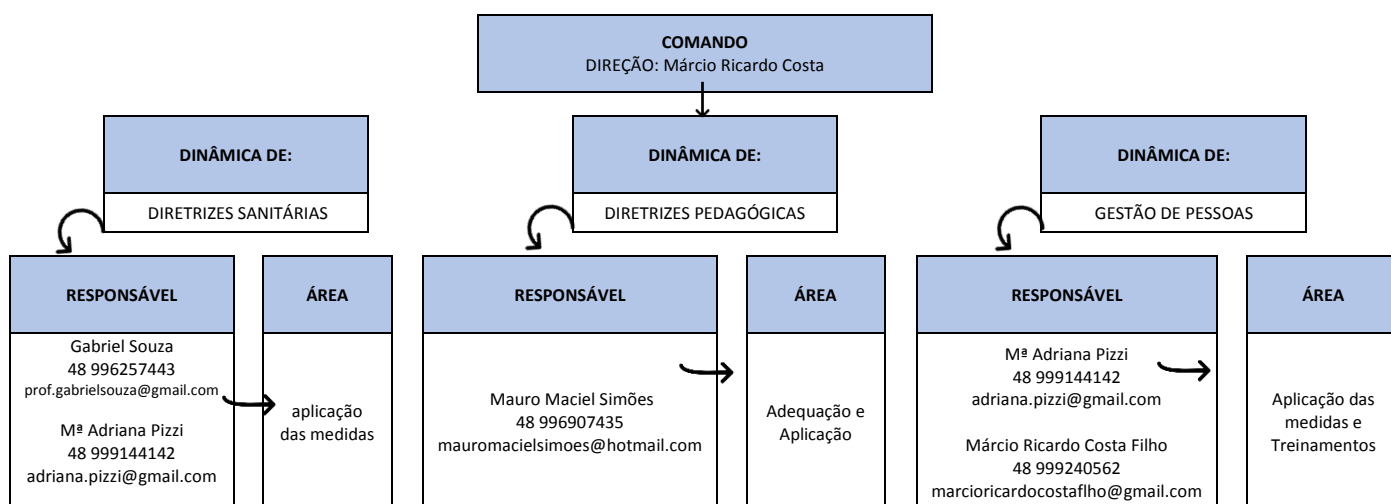 COMANDO
DIREÇÃO: Márcio Ricardo Costa
DINÂMICA DE:
DIRETRIZES SANITÁRIAS
DINÂMICA DE:
DIRETRIZES PEDAGÓGICAS
DINÂMICA DE:
GESTÃO DE PESSOAS
RESPONSÁVEL
Gabriel Souza
48 996257443
prof.gabrielsouza@gmail.com
Mª Adriana Pizzi
48 999144142
adriana.pizzi@gmail.com
ÁREA
aplicação
das medidas
RESPONSÁVEL
Mauro Maciel Simões
48 996907435
mauromacielsimoes@hotmail.com
ÁREA
Adequação e
Aplicação
RESPONSÁVEL
Mª Adriana Pizzi
48 999144142
adriana.pizzi@gmail.com
Márcio Ricardo Costa Filho
48 999240562
marcioricardocostaflho@gmail.com
ÁREA
Aplicação das
medidas e
Treinamentos